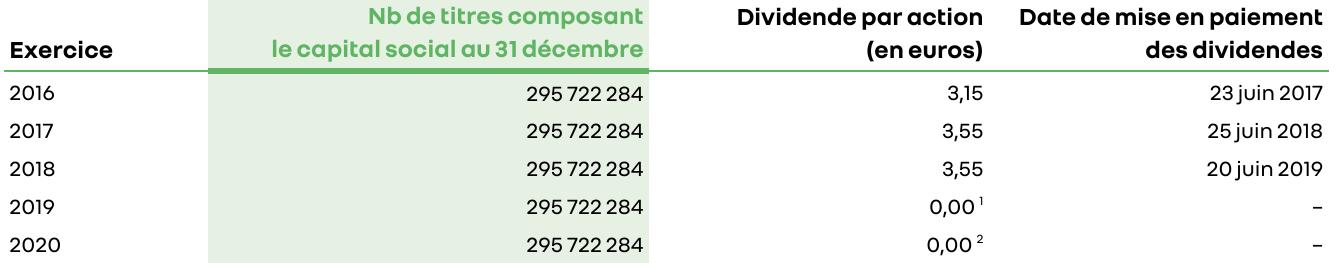 Nb de titres composant Dividende par action Date de mise en paiement
Exercice le capital social au 31 décembre (en euros) des dividendes
2016 295 722 284 3,15 23 juin 2017
2017 295 722 284 3,55 25 juin 2018
2018 295 722 284 3,55 20 juin 2019
2019 295 722 284 0,00 ¹ –
2020 295 722 284 0,00 ² –